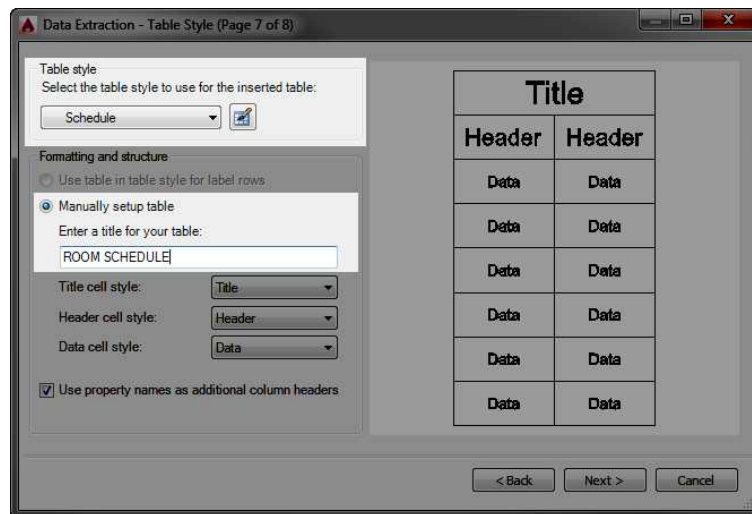 Data Extraction - Table Style (Page 7 of 8)
Table style
Select the table style to use for the inserted table:
Schedule
Formatting and structure
Use table in table style for label rows
Manually setup table
Enter a title for your table:
ROOM SCHEDULE
Title cell style: Title
Header cell style: Header
Data cell style: Data
Use property names as additional column headers
Title
Header Header
Data Data
Data Data
Data Data
Data Data
Data Data
Data Data
< Back Next > Cancel